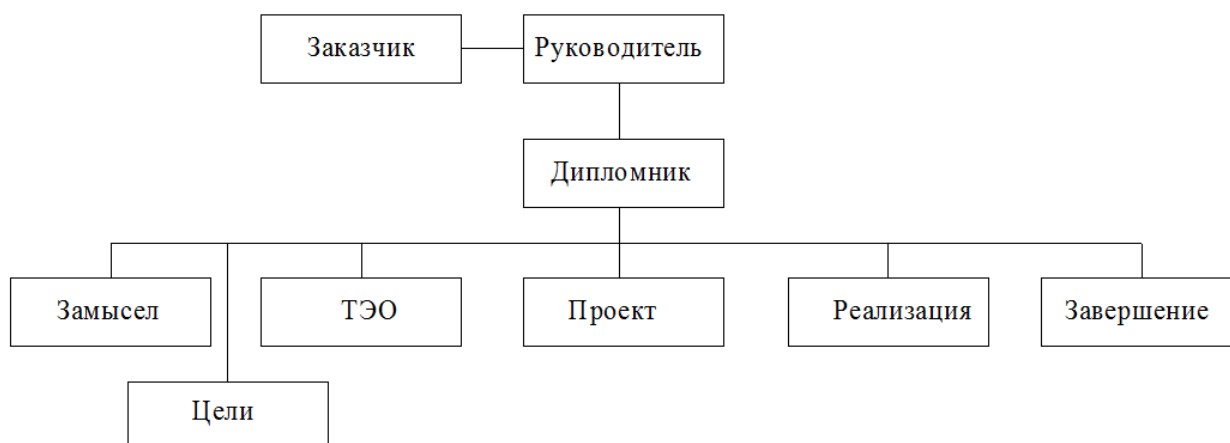 Заказчик
Руководитель
Дипломник
Замысел
ТЭО
Проект
Реализация
Завершение
Цели